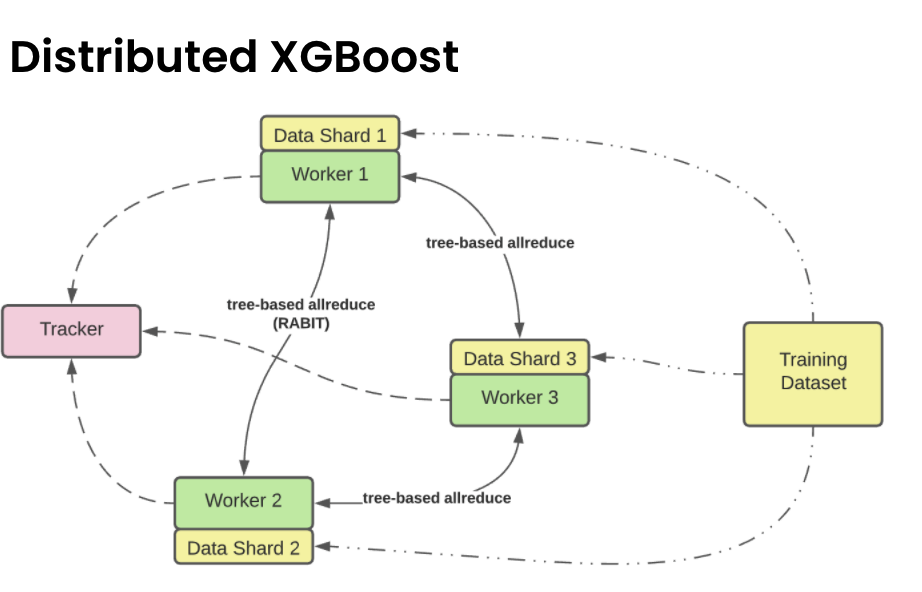 Distributed XGBoost
Data Shard 1
Worker 1
tree-based allreduce
tree-based allreduce
(RABIT)
Tracker
Data Shard 3
Worker 3
Training
Dataset
Worker 2
tree-based allreduce
Data Shard 2